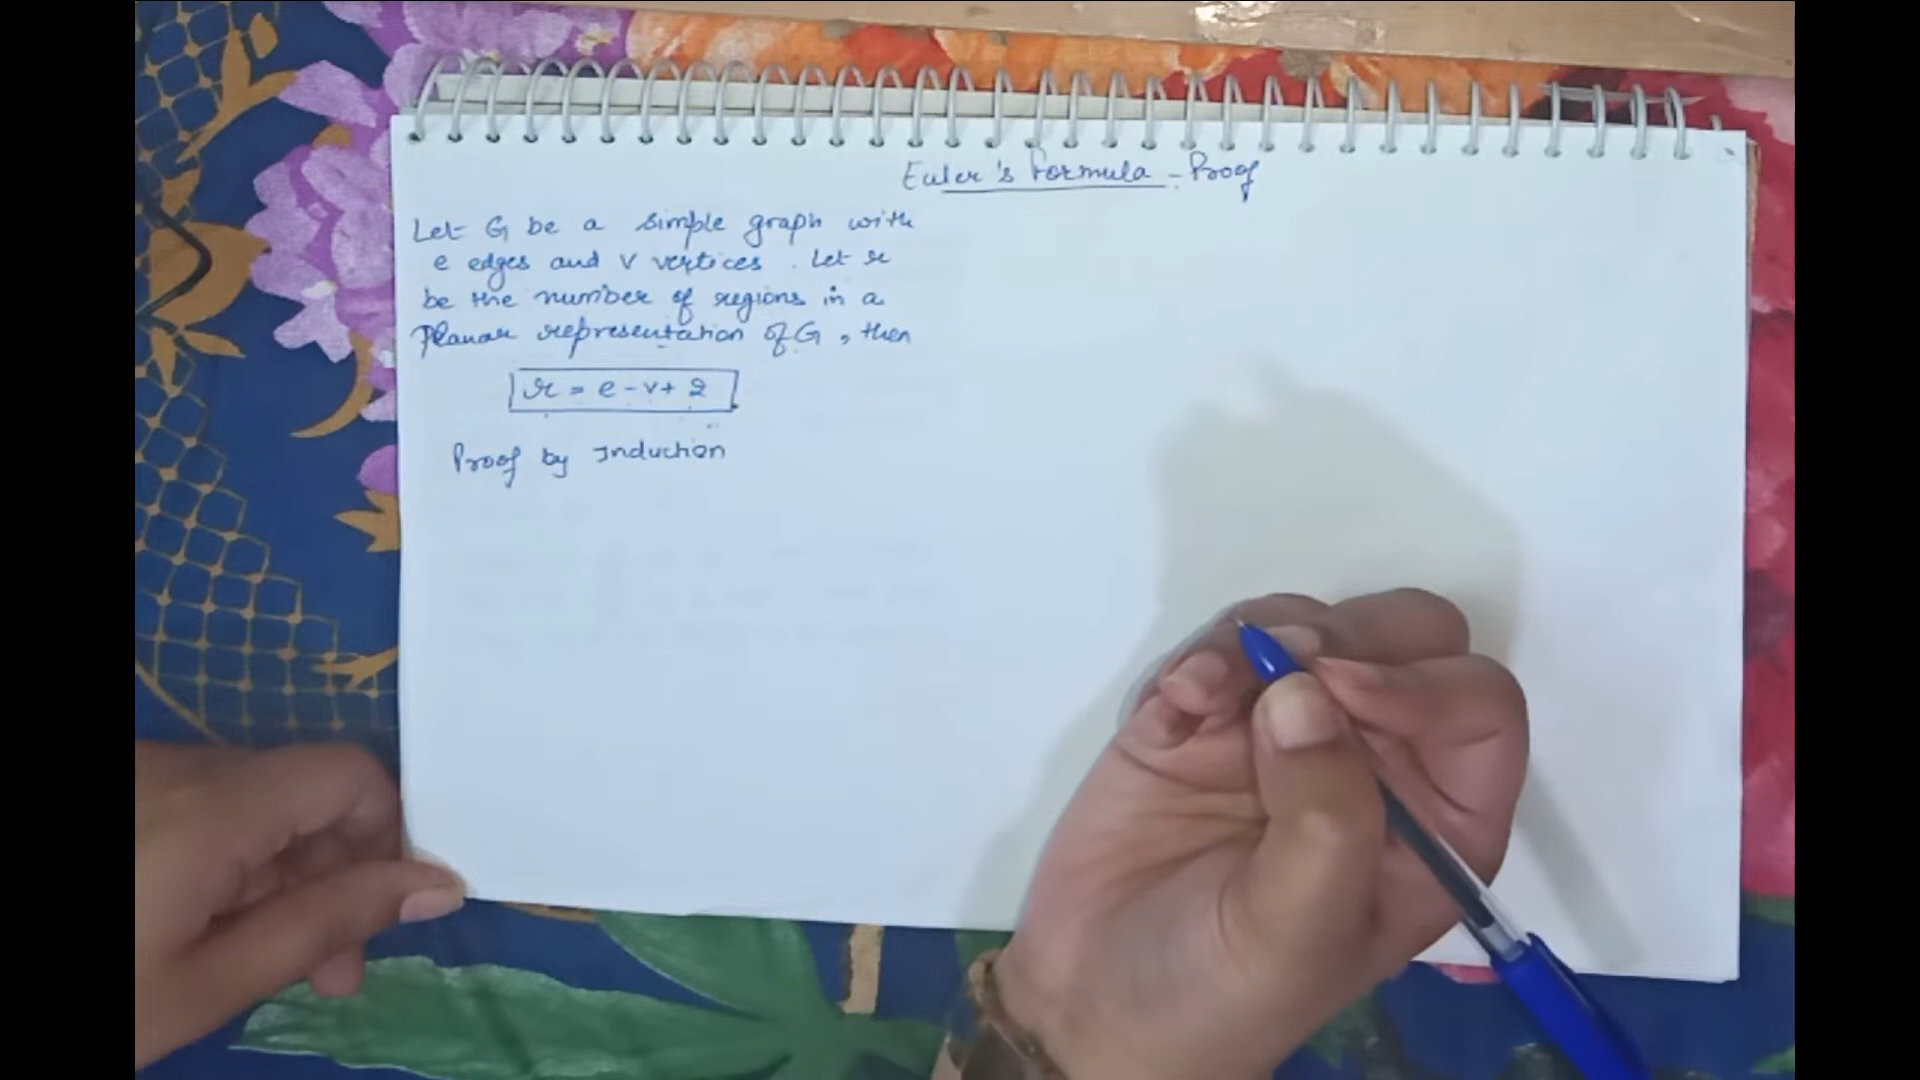 Euler's Formula - Proof
Let G be a simple graph with
e edges and v vertices. Let r
be the number of regions in a
Planar representation of G, then
r = e - v + 2
Proof by Induction